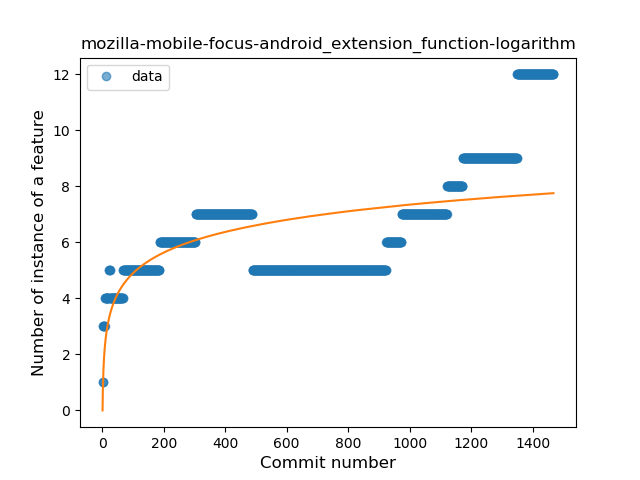 mozilla-mobile-focus-android_extension_function-logarithm
data
Number of instance of a feature
12
10
8
6
4
2
0
0 200 400 600 800 1000 1200 1400
Commit number